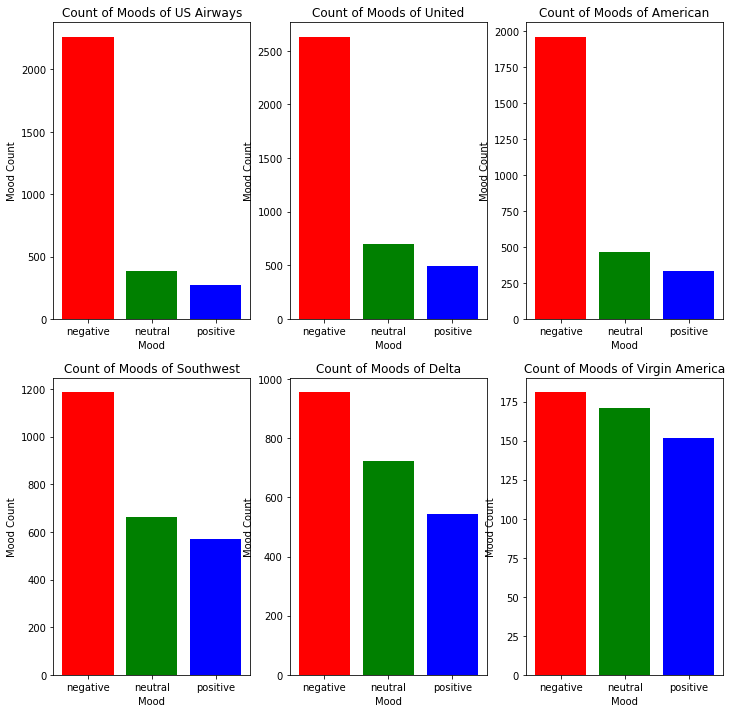 Count of Moods of US Airways
Mood Count
2000
1500
1000
500
0
negative neutral positive
Mood
Count of Moods of United
Mood Count
2500
2000
1500
1000
500
0
negative neutral positive
Mood
Count of Moods of American
Mood Count
2000
1750
1500
1250
1000
750
500
250
0
negative neutral positive
Mood
Count of Moods of Southwest
Mood Count
1200
1000
800
600
400
200
0
negative neutral positive
Mood
Count of Moods of Delta
Mood Count
1000
800
600
400
200
0
negative neutral positive
Mood
Count of Moods of Virgin America
Mood Count
175
150
125
100
75
50
25
0
negative neutral positive
Mood